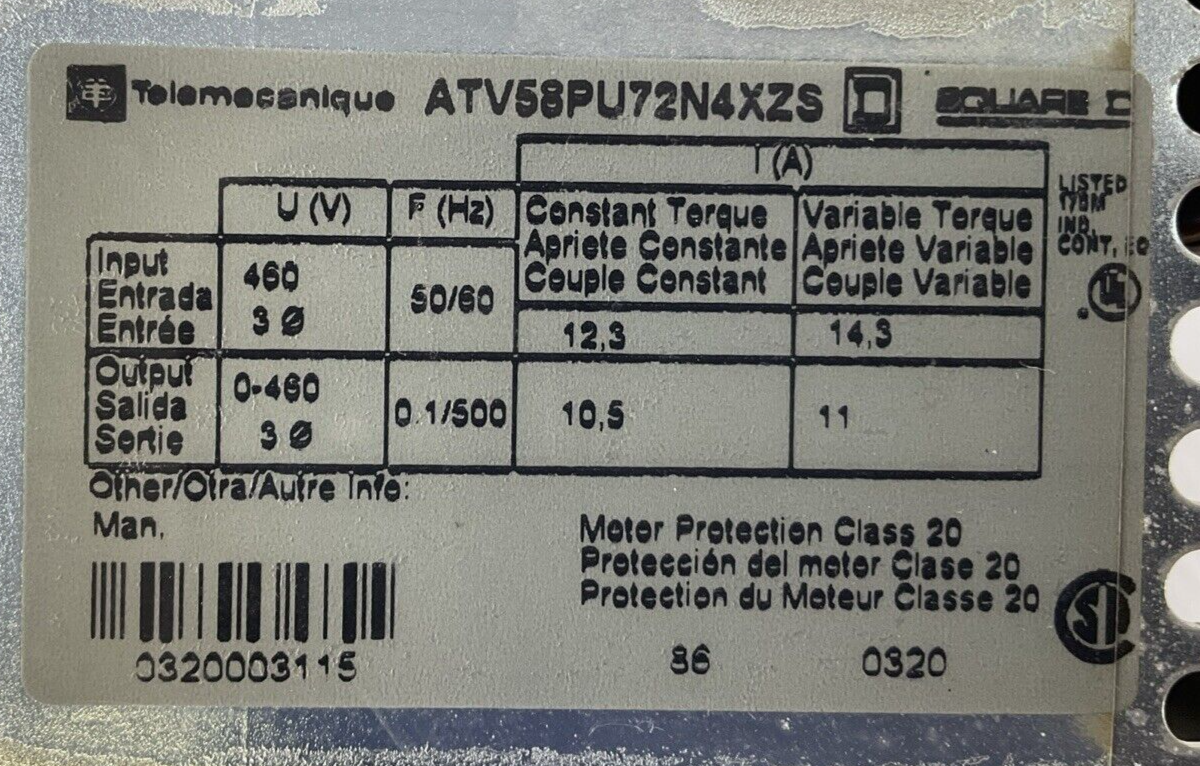 Telemecanique ATV58PU72N4XZS SQUARE D
I (A)
U (V) F (Hz) Constant Torque Variable Torque
Apriete Constante Apriete Variable
Couple Constant Couple Variable
LISTED
179M
IND.
CONT. EQ
UL
Input
Entrada
Entrée
460
3 Ø
50/60
12,3
14,3
Output
Salida
Sortie
0-460
3 Ø
0.1/500
10,5
11
Other/Otra/Autre Info:
Man.
Motor Protection Class 20
Protección del motor Clase 20
Protection du Moteur Classe 20
0320003115 86 0320